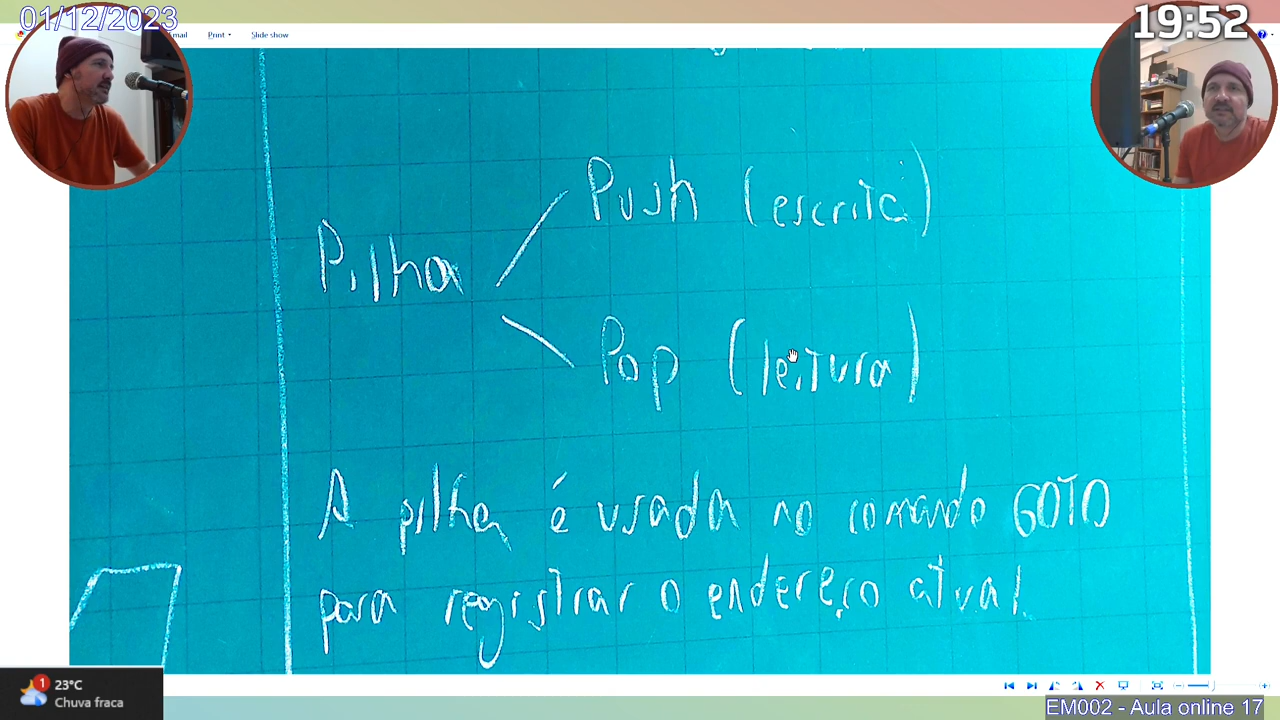 01/12/2023
19:52
Email Print Slide show
Push (escrita)
Pilha
Pop (leitura)
A pilha é usada no comando GOTO
para registrar o endereço atual.
1
23°C
Chuva fraca
EM002 - Aula online 17